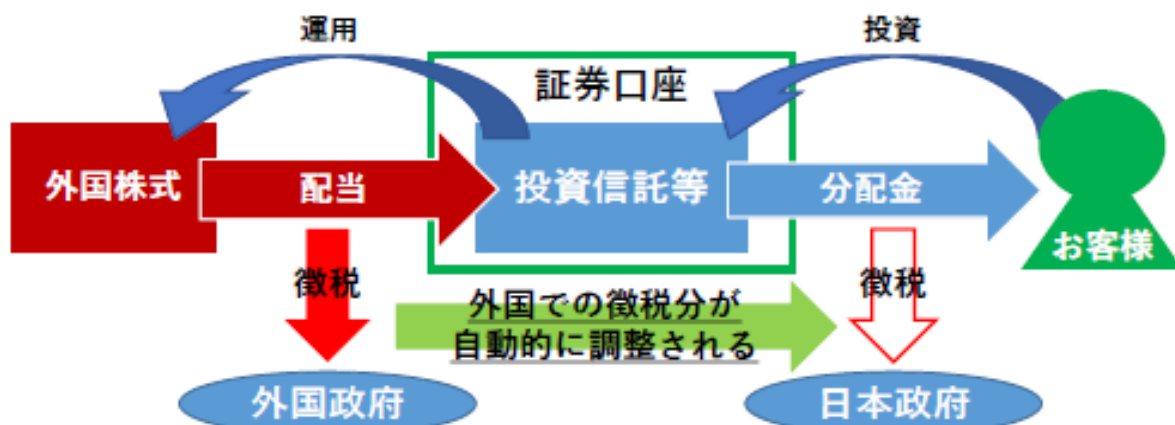 運用
投資
証券口座
外国株式
配当
投資信託等
分配金
お客様
徴税
徴税
外国での徴税分が
自動的に調整される
外国政府
日本政府